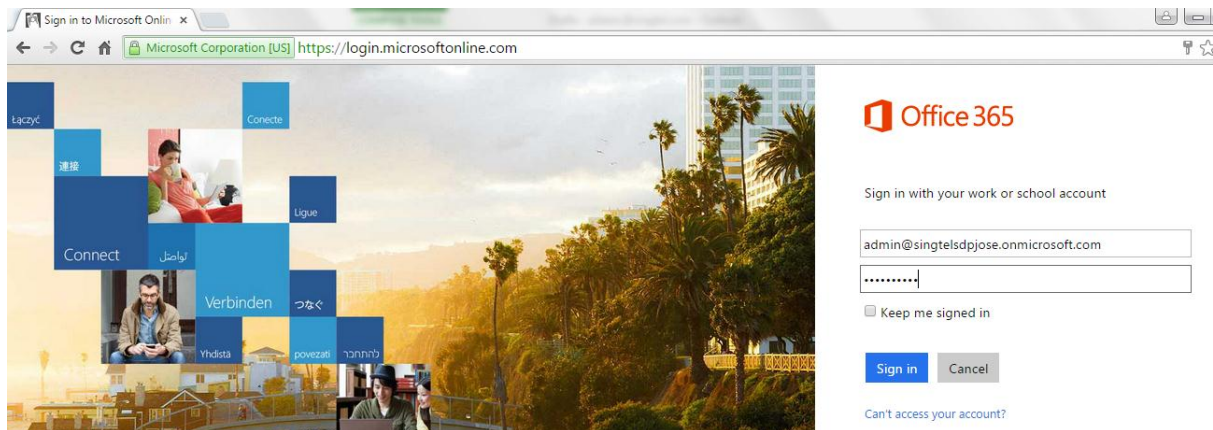 Sign in to Microsoft Onlin
Microsoft Corporation [US] https://login.microsoftonline.com
Łączyć
Conecte
連接
Ligue
Connect
تواصل
Verbinden
つなぐ
Yhdistä
povezati
להתחבר
Office 365
Sign in with your work or school account
admin@singtelsdpjose.onmicrosoft.com
••••••••••
Keep me signed in
Sign in
Cancel
Can't access your account?